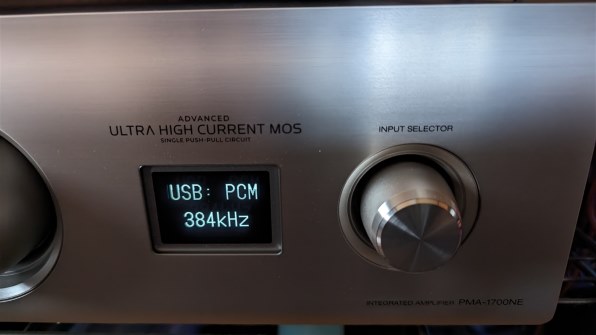 ADVANCED
ULTRA HIGH CURRENT MOS
SINGLE PUSH-PULL CIRCUIT
INPUT SELECTOR
USB: PCM
384kHz
INTEGRATED AMPLIFIER PMA-1700NE